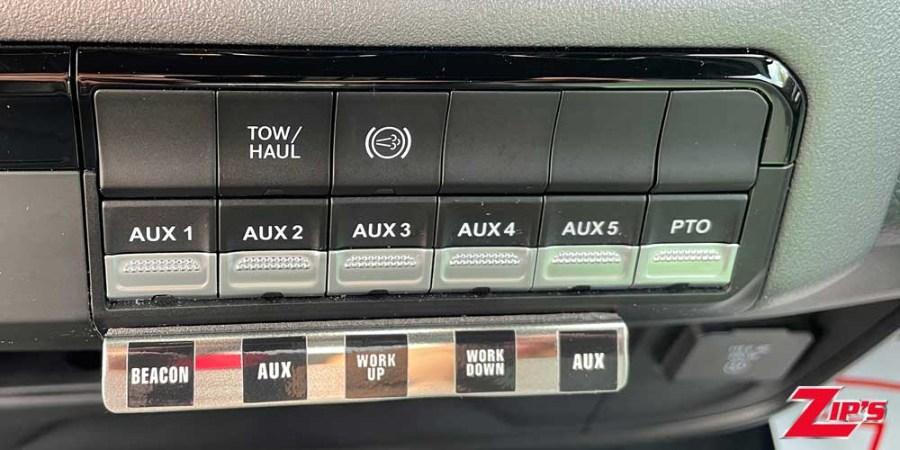 TOW/
HAUL
AUX 1
AUX 2
AUX 3
AUX 4
AUX 5
PTO
BEACON
AUX
WORK
UP
WORK
DOWN
AUX
ZIP'S